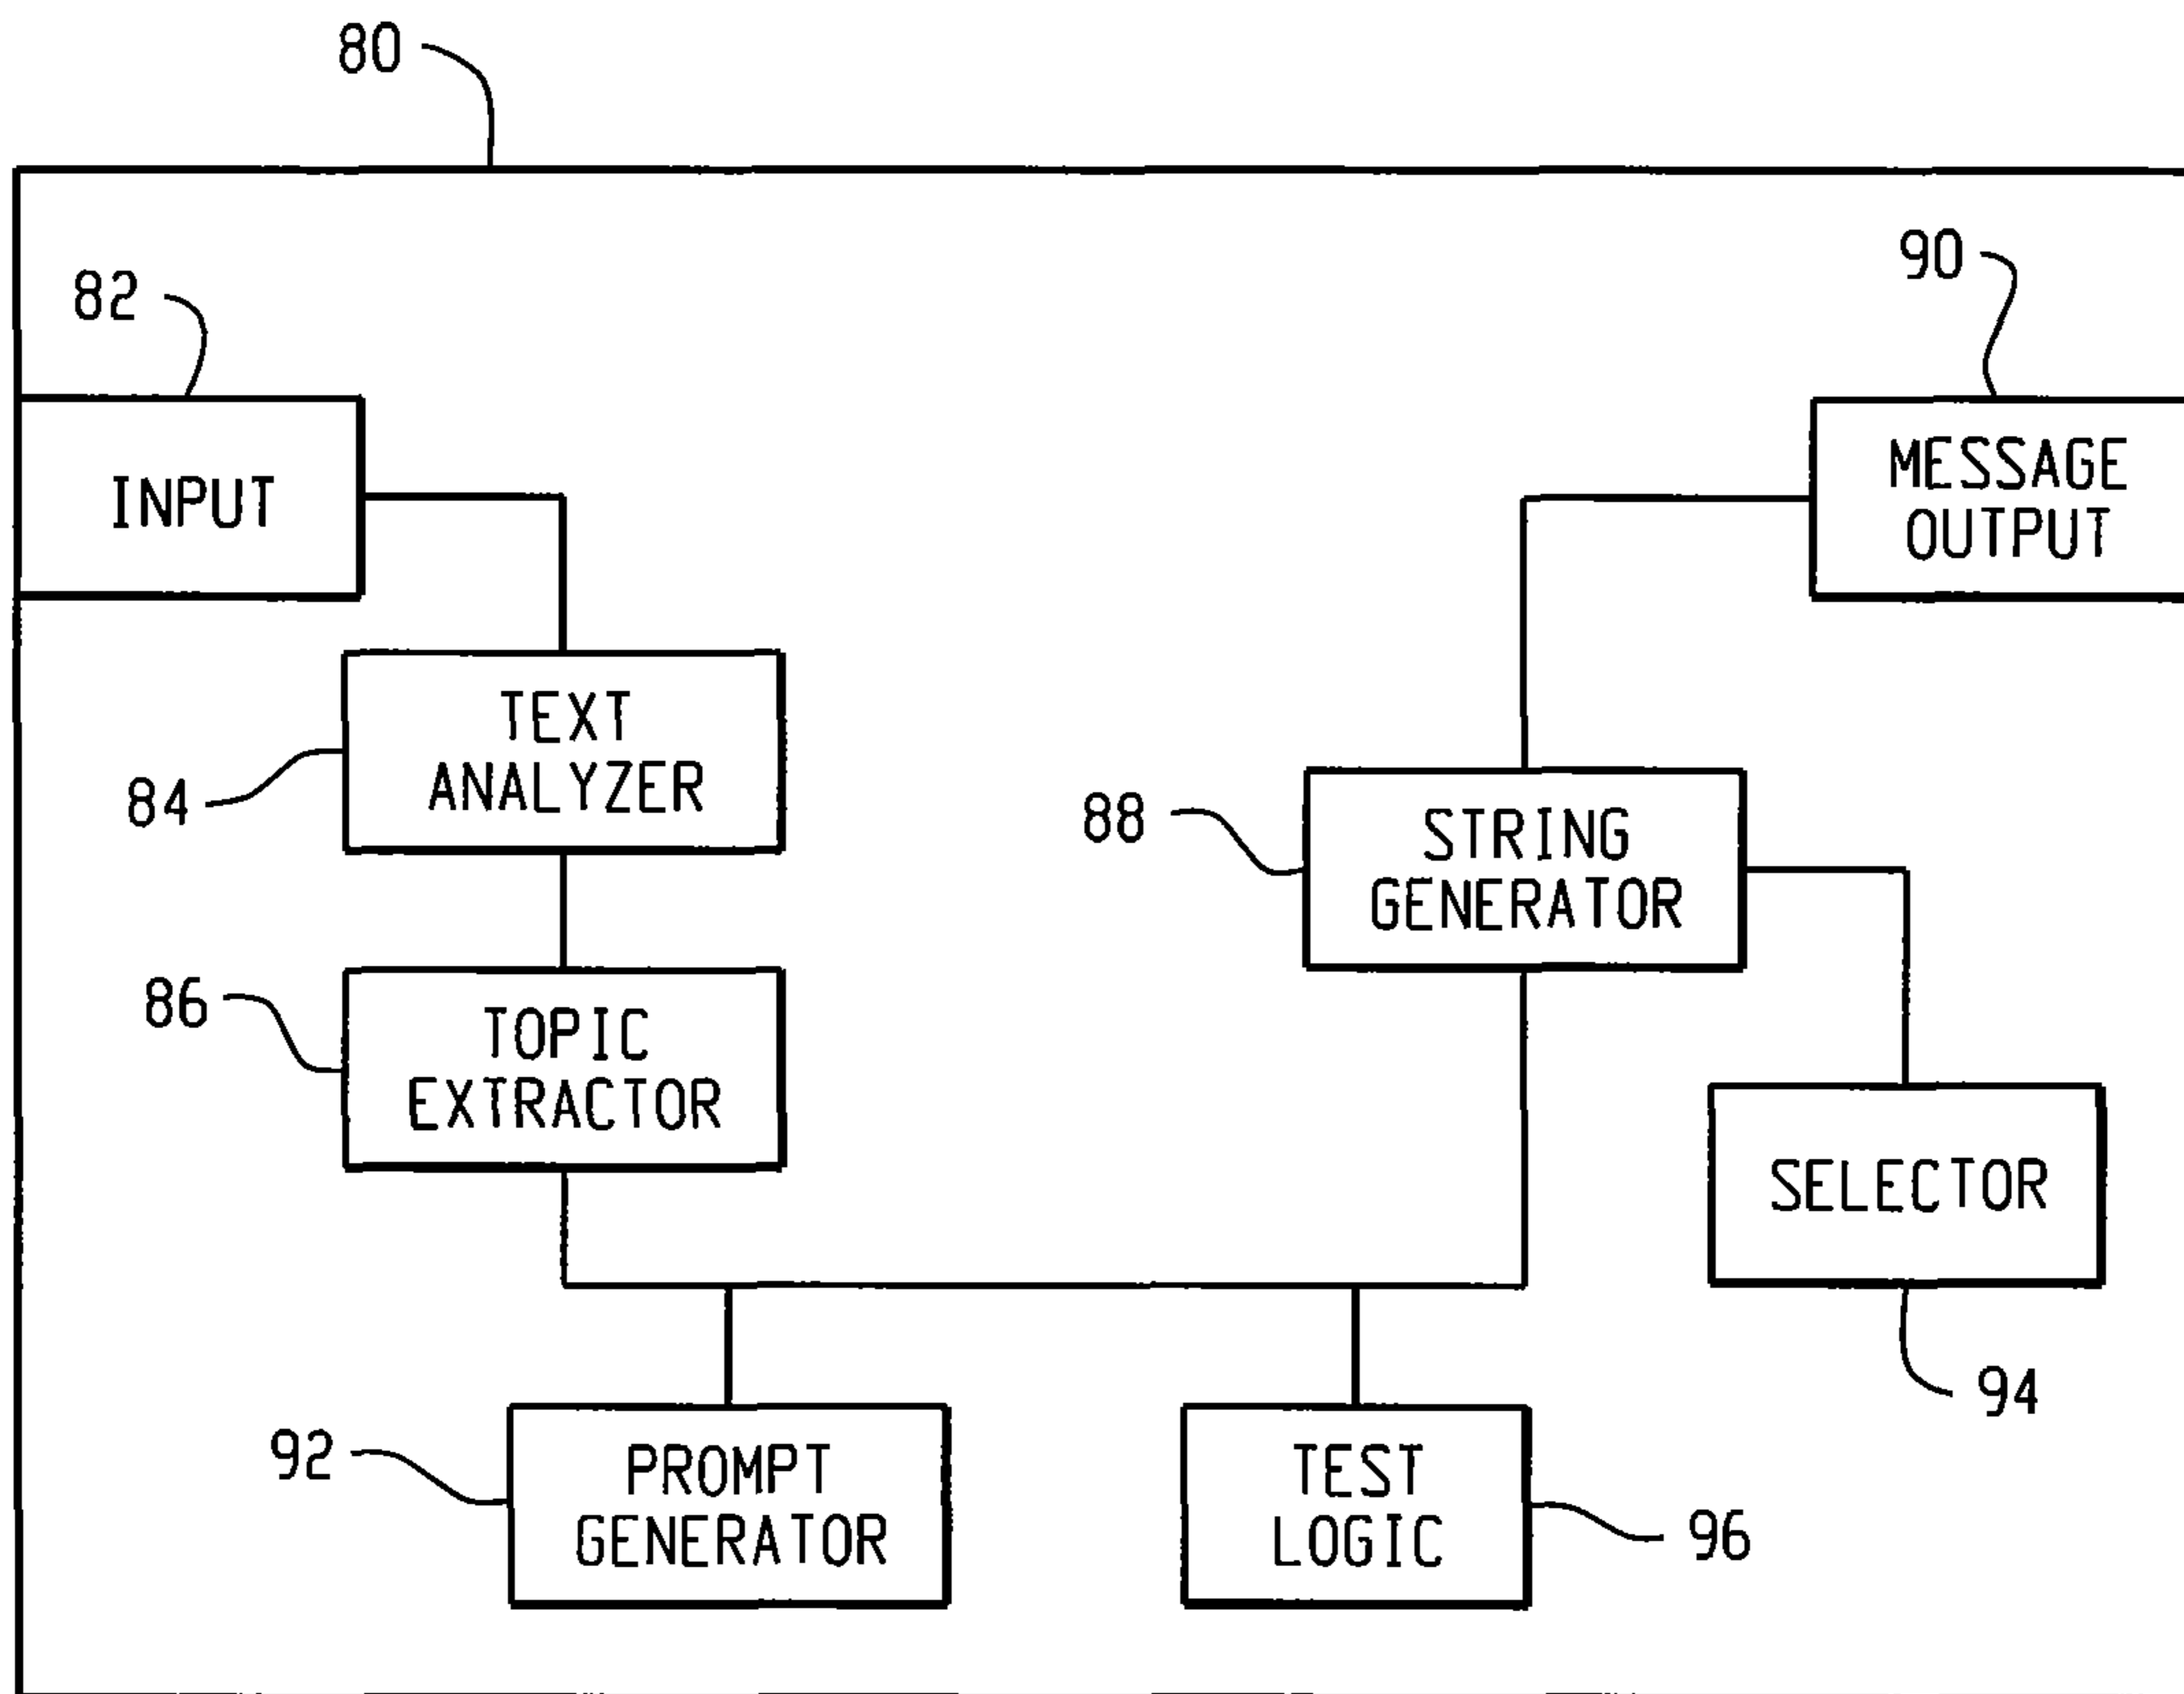 80
82
90
INPUT
MESSAGE
OUTPUT
TEXT
ANALYZER
84
88
STRING
GENERATOR
86
TOPIC
EXTRACTOR
SELECTOR
94
92
PROMPT
GENERATOR
TEST
LOGIC
96